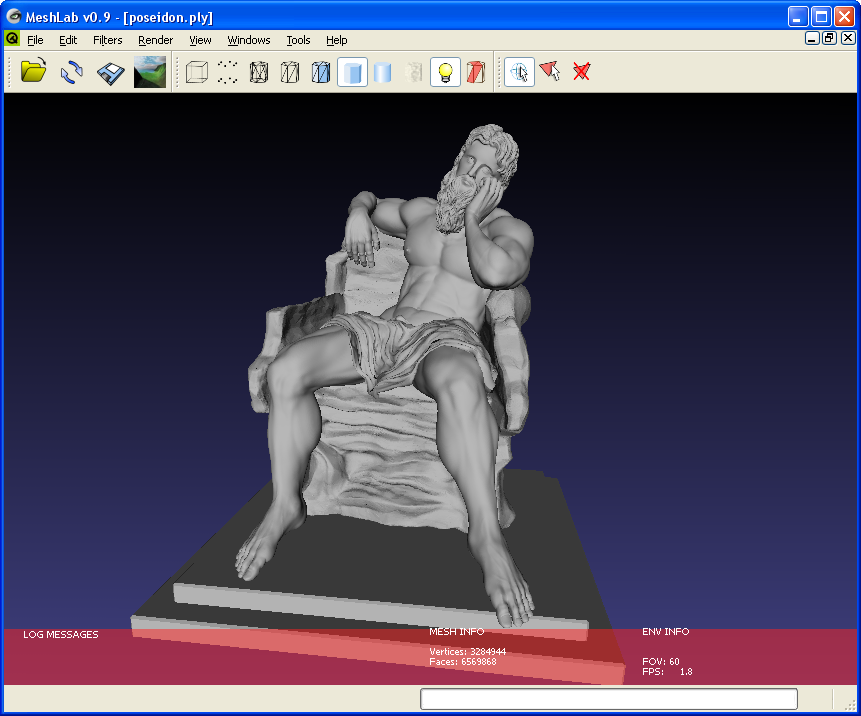 MeshLab v0.9 - [poseidon.ply]
File Edit Filters Render View Windows Tools Help
LOG MESSAGES
MESH INFO
Vertices: 3284944
Faces: 6569868
ENV INFO
FOV: 60
FPS: 1.8